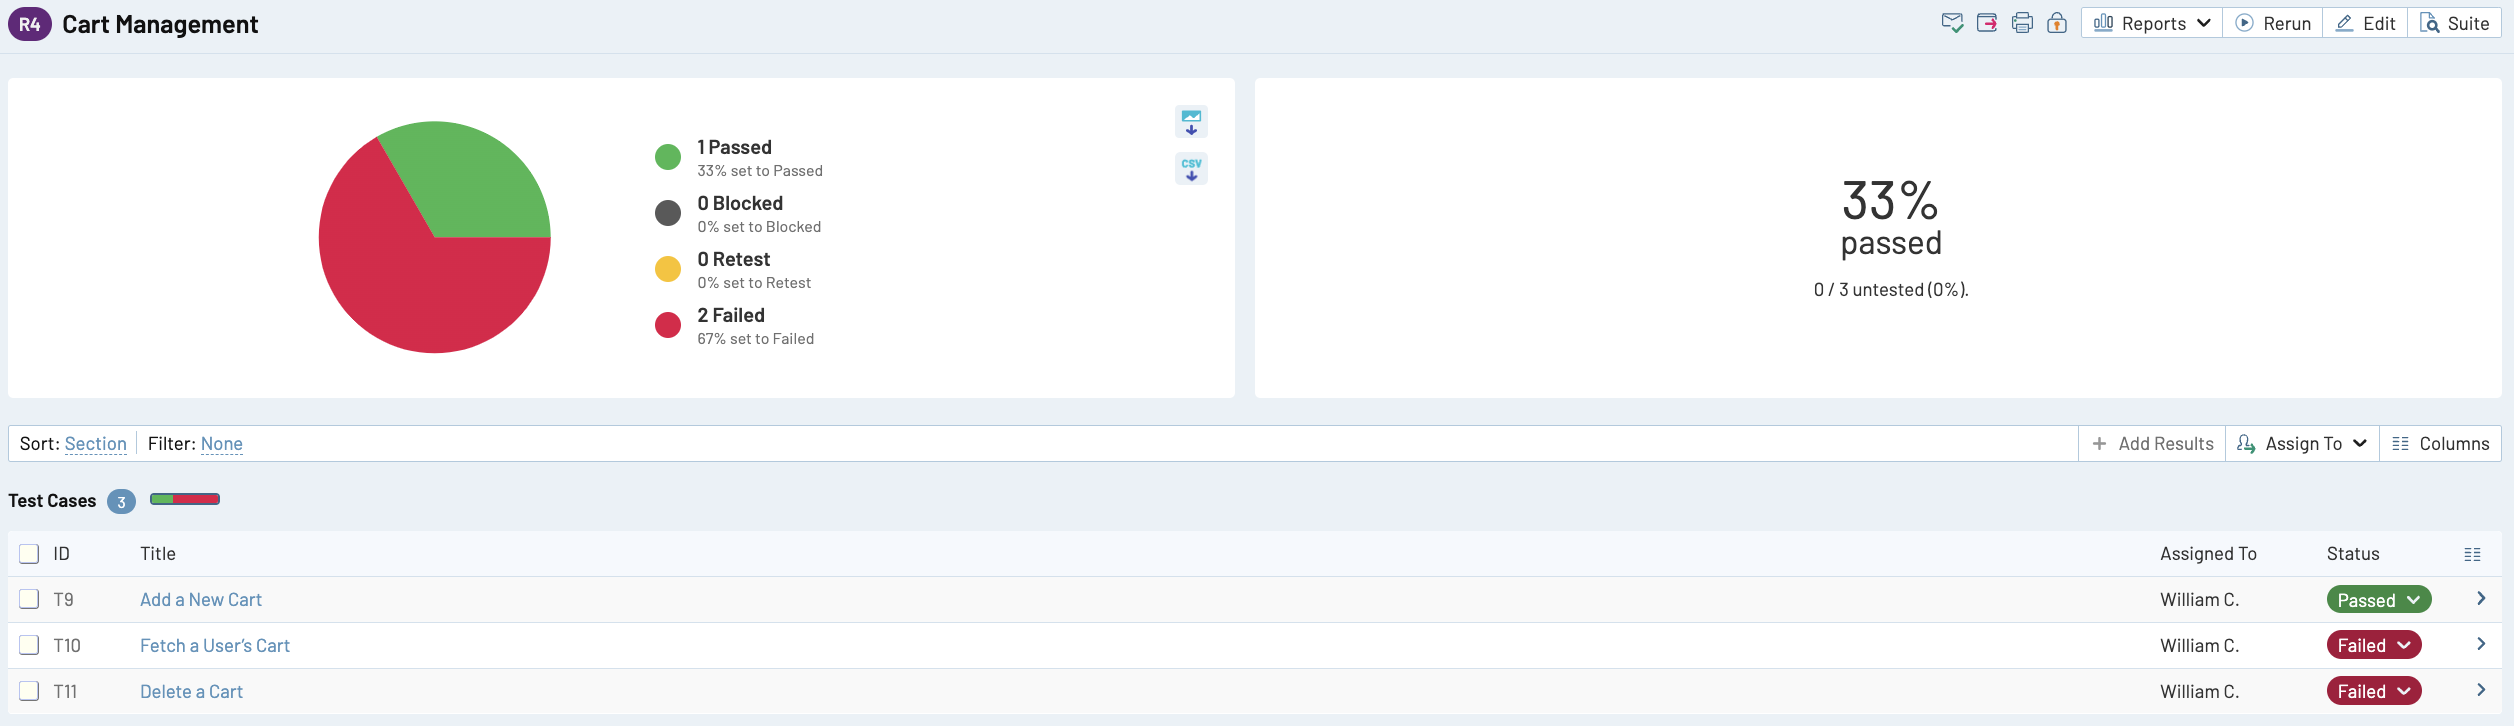 R4 Cart Management
Reports Rerun Edit Suite
1 Passed
33% set to Passed
0 Blocked
0% set to Blocked
0 Retest
0% set to Retest
2 Failed
67% set to Failed
CSV
33%
passed
0 / 3 untested (0%).
Sort: Section Filter: None + Add Results Assign To Columns
Test Cases 3
ID Title Assigned To Status
T9 Add a New Cart William C. Passed
T10 Fetch a User’s Cart William C. Failed
T11 Delete a Cart William C. Failed